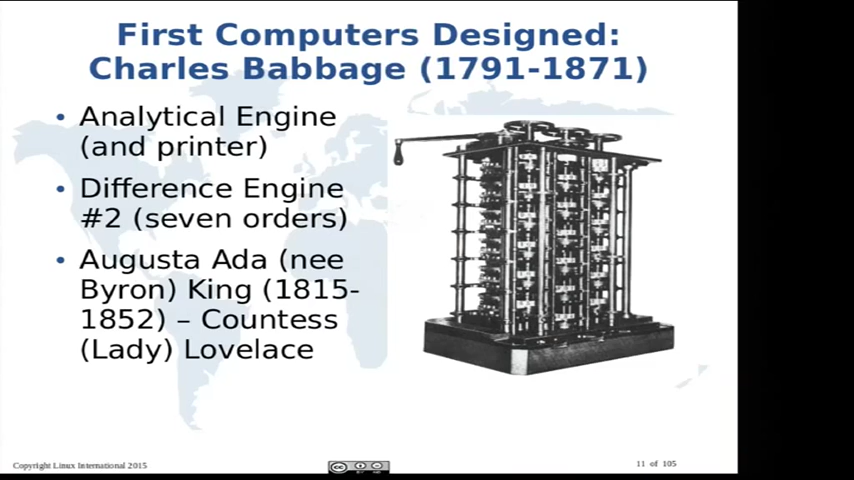 First Computers Designed:
Charles Babbage (1791-1871)
• Analytical Engine
(and printer)
• Difference Engine
#2 (seven orders)
• Augusta Ada (nee
Byron) King (1815-
1852) – Countess
(Lady) Lovelace
Copyright Linux International 2015
11 of 105